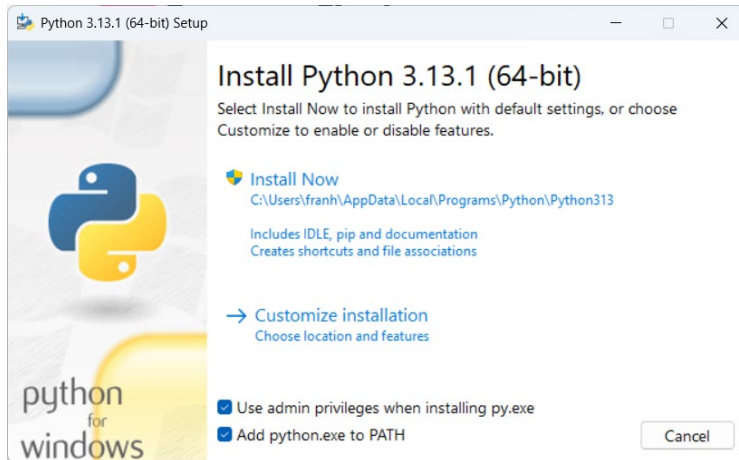 Python 3.13.1 (64-bit) Setup
Install Python 3.13.1 (64-bit)
Select Install Now to install Python with default settings, or choose
Customize to enable or disable features.
Install Now
C:\Users\franh\AppData\Local\Programs\Python\Python313
Includes IDLE, pip and documentation
Creates shortcuts and file associations
Customize installation
Choose location and features
python
for
windows
Use admin privileges when installing py.exe
Add python.exe to PATH
Cancel